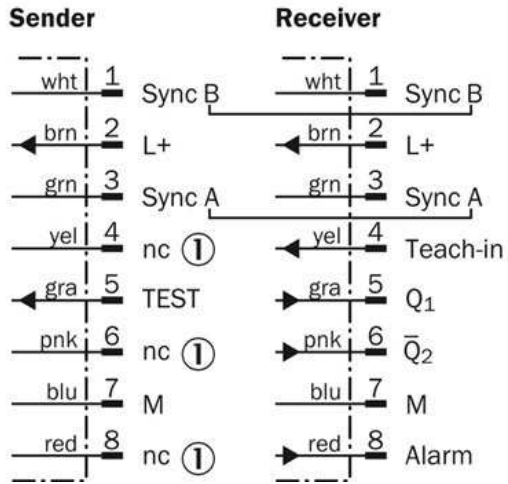 Sender Receiver
wht 1 Sync B wht 1 Sync B
brn 2 L+ brn 2 L+
grn 3 Sync A grn 3 Sync A
yel 4 nc ① yel 4 Teach-in
gra 5 TEST gra 5 Q₁
pnk 6 nc ① pnk 6 Q̅₂
blu 7 M blu 7 M
red 8 nc ① red 8 Alarm